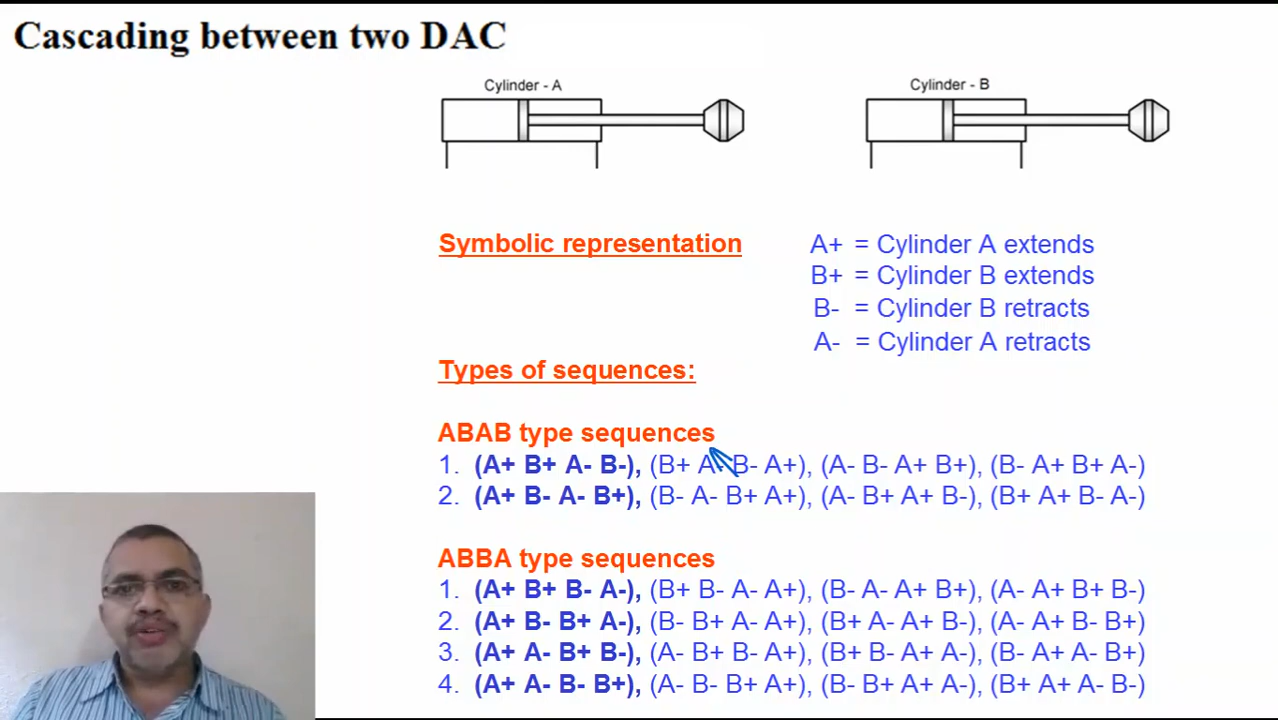 Cascading between two DAC
Cylinder - A
Cylinder - B
Symbolic representation
A+ = Cylinder A extends
B+ = Cylinder B extends
B- = Cylinder B retracts
A- = Cylinder A retracts
Types of sequences:
ABAB type sequences
1. (A+ B+ A- B-), (B+ A- B- A+), (A- B- A+ B+), (B- A+ B+ A-)
2. (A+ B- A- B+), (B- A- B+ A+), (A- B+ A+ B-), (B+ A+ B- A-)
ABBA type sequences
1. (A+ B+ B- A-), (B+ B- A- A+), (B- A- A+ B+), (A- A+ B+ B-)
2. (A+ B- B+ A-), (B- B+ A- A+), (B+ A- A+ B-), (A- A+ B- B+)
3. (A+ A- B+ B-), (A- B+ B- A+), (B+ B- A+ A-), (B- A+ A- B+)
4. (A+ A- B- B+), (A- B- B+ A+), (B- B+ A+ A-), (B+ A+ A- B-)